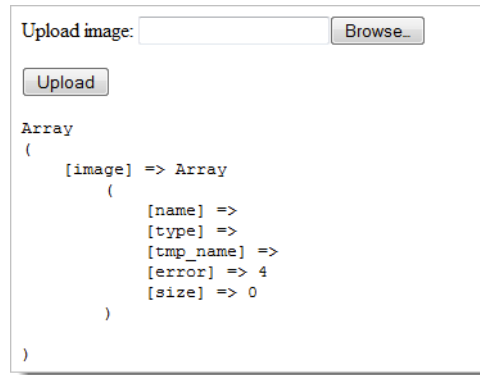 Upload image: Browse...
Upload
Array
(
    [image] => Array
        (
            [name] =>
            [type] =>
            [tmp_name] =>
            [error] => 4
            [size] => 0
        )

)